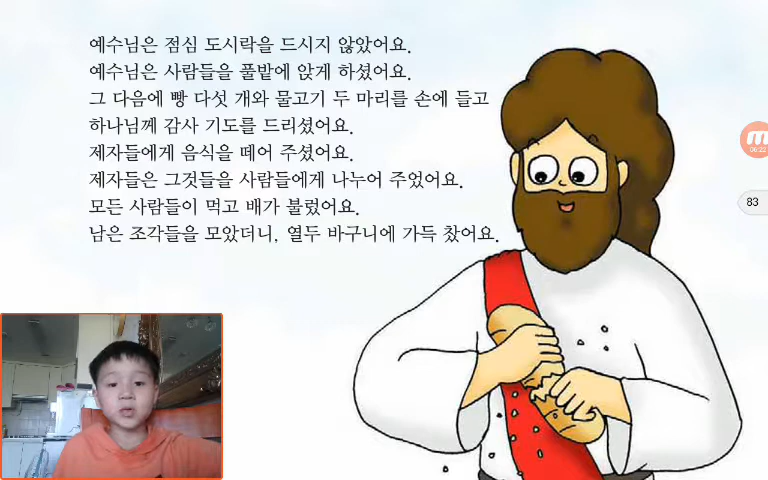 예수님은 점심 도시락을 드시지 않았어요.
예수님은 사람들을 풀밭에 앉게 하셨어요.
그 다음에 빵 다섯 개와 물고기 두 마리를 손에 들고
하나님께 감사 기도를 드리셨어요.
제자들에게 음식을 떼어 주셨어요.
제자들은 그것들을 사람들에게 나누어 주었어요.
모든 사람들이 먹고 배가 불렀어요.
남은 조각들을 모았더니, 열두 바구니에 가득 찼어요.
83